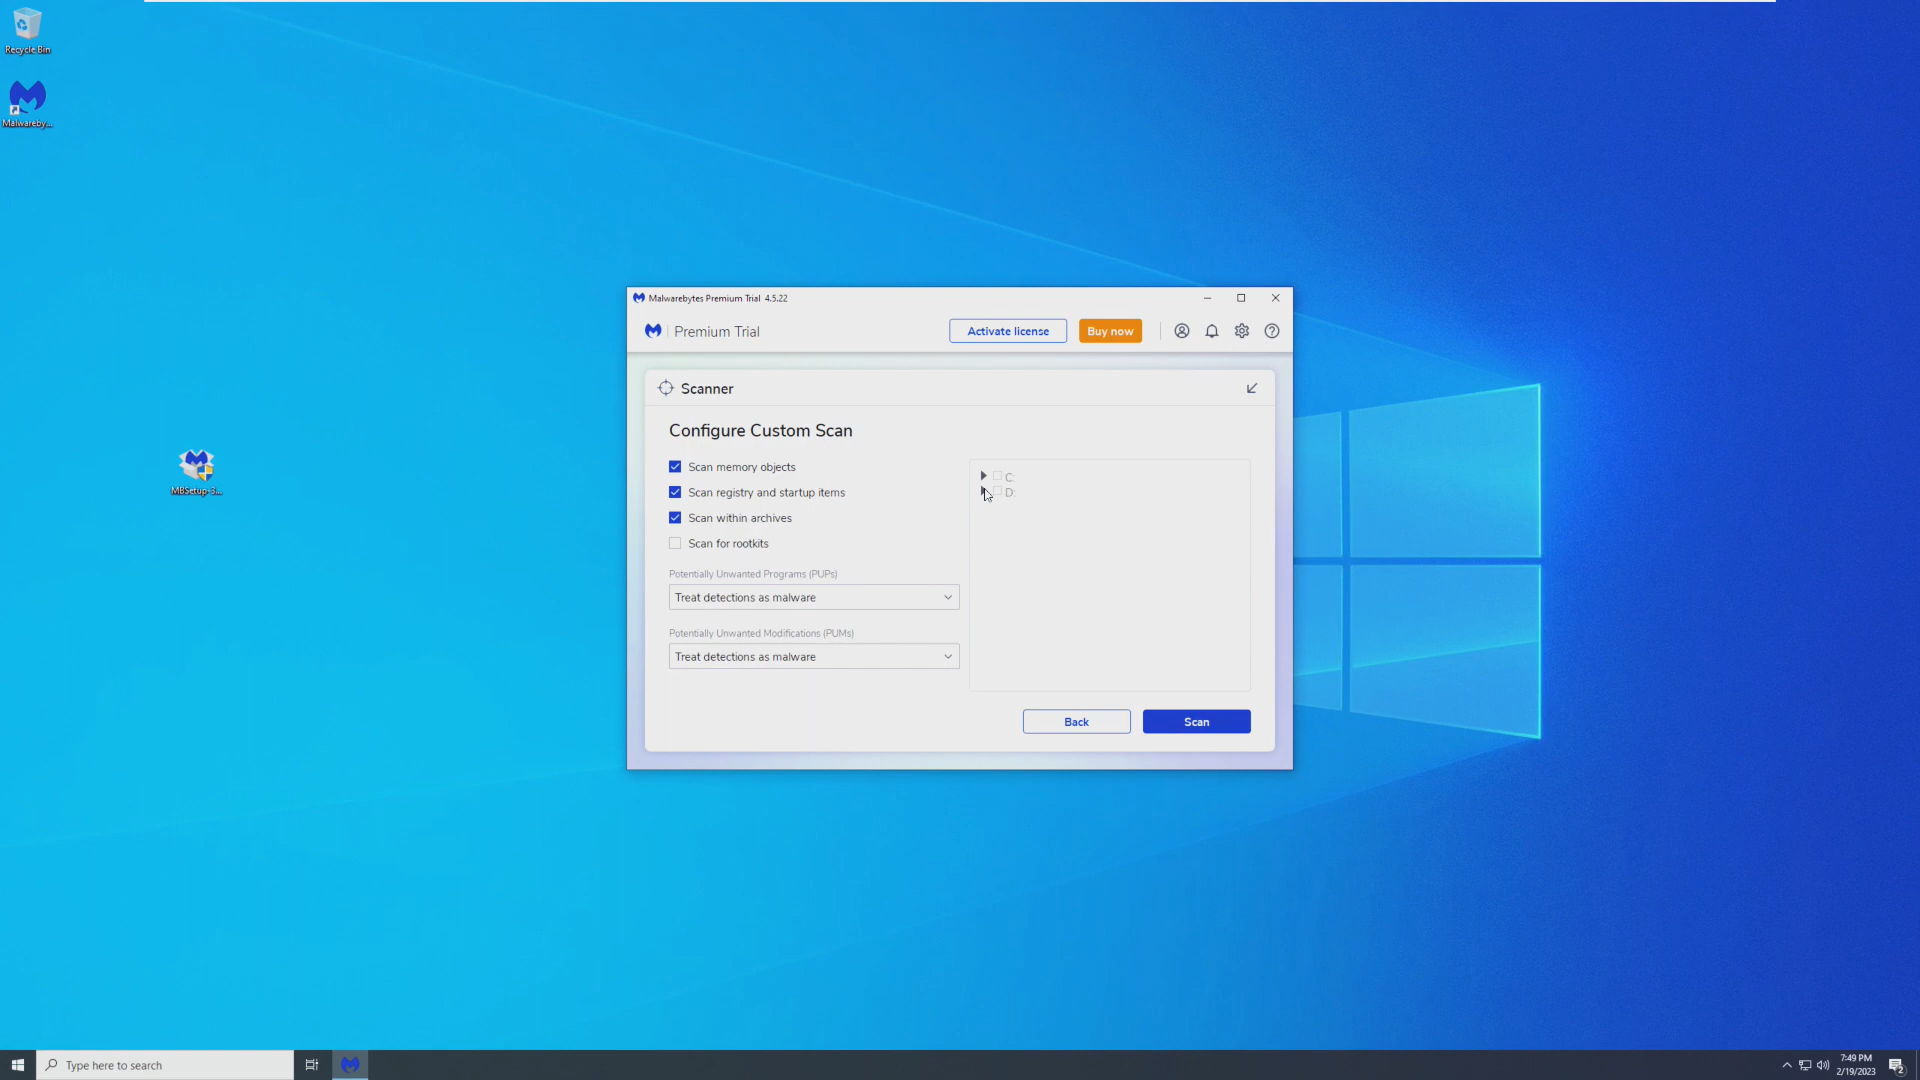 Recycle Bin
Malwareby...
MBSetup-3...
Malwarebytes Premium Trial 4.5.22
Premium Trial
Activate license
Buy now
Scanner
Configure Custom Scan
Scan memory objects
Scan registry and startup items
Scan within archives
Scan for rootkits
Potentially Unwanted Programs (PUPs)
Treat detections as malware
Potentially Unwanted Modifications (PUMs)
Treat detections as malware
C:
D:
Back
Scan
Type here to search
7:49 PM
2/19/2023
2